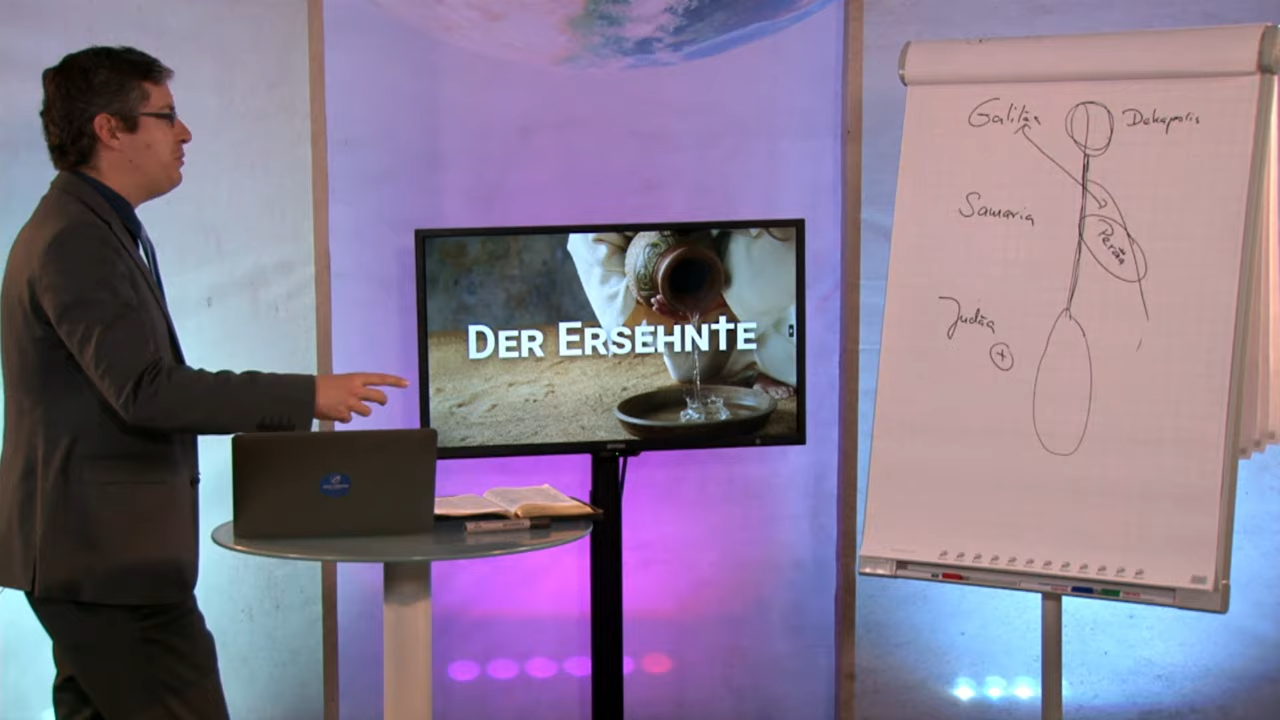 DER ERSEHNTE
Galiläa
Dekapolis
Samaria
Peräa
Judäa